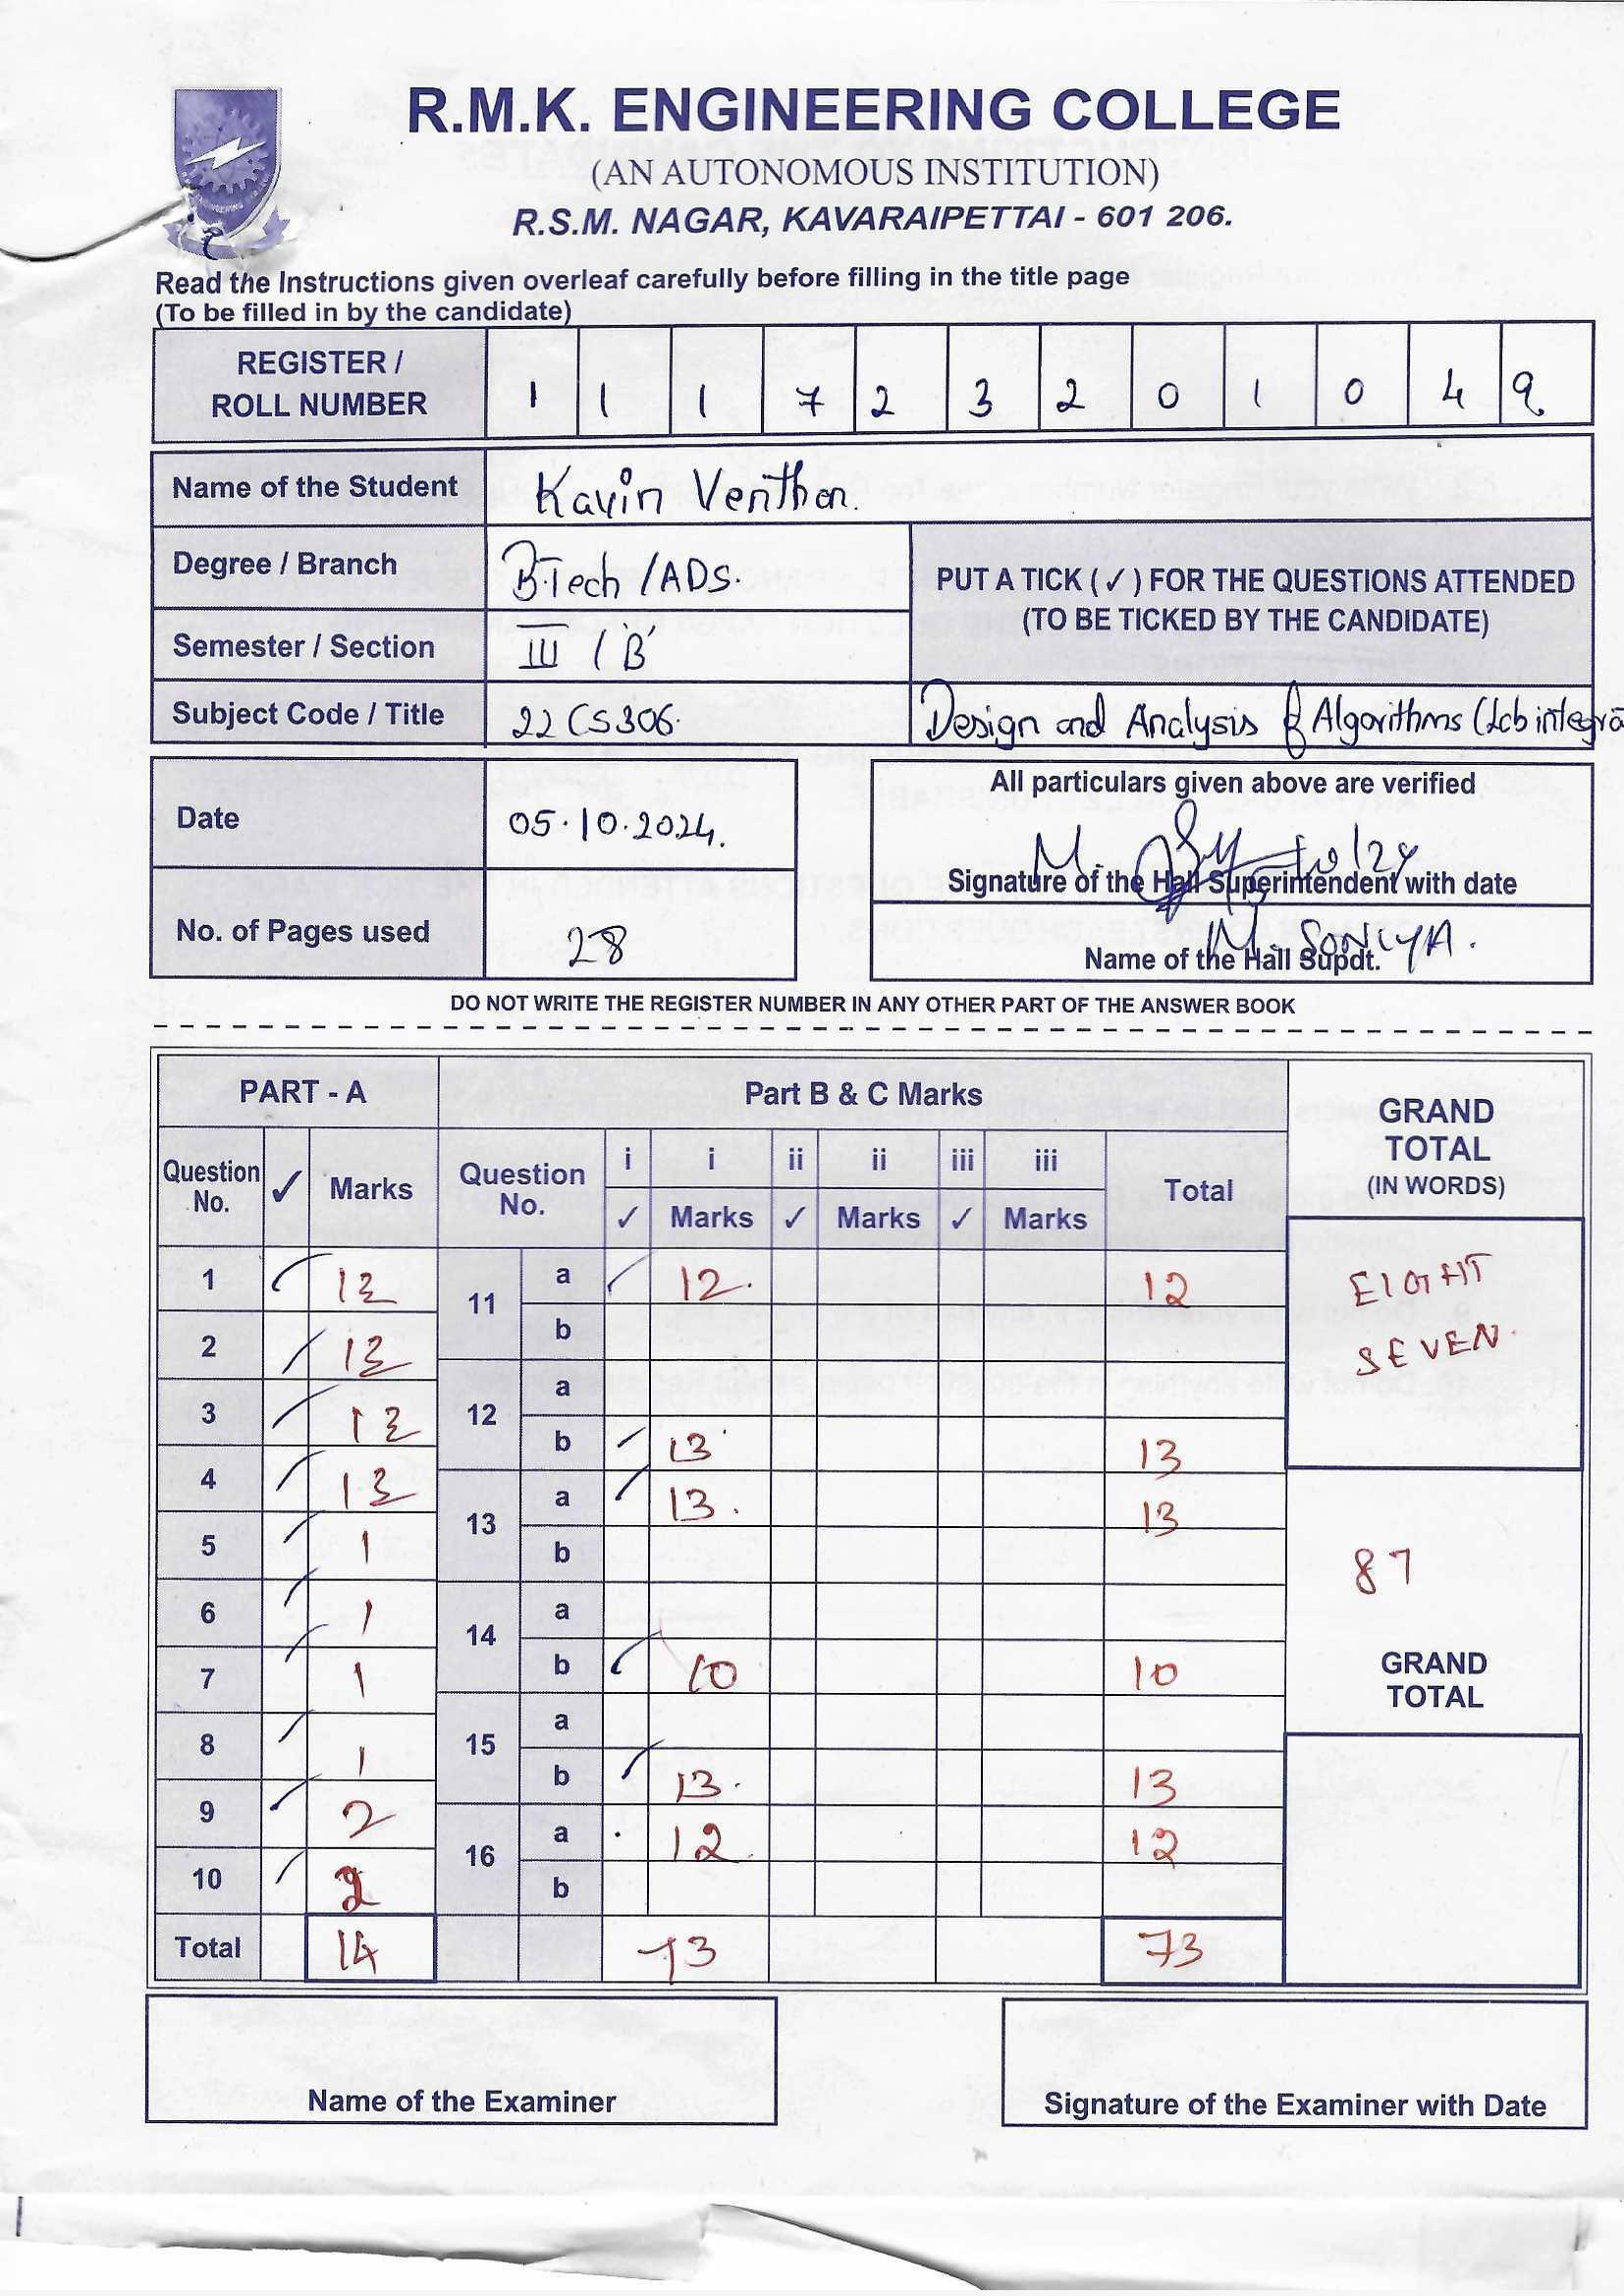 R.M.K. ENGINEERING COLLEGE
(AN AUTONOMOUS INSTITUTION)
R.S.M. NAGAR, KAVARAIPETTAI - 601 206.
Read the Instructions given overleaf carefully before filling in the title page
(To be filled in by the candidate)
REGISTER / ROLL NUMBER 1 1 1 7 2 3 2 0 1 0 4 9
Name of the Student Kavin Venthan.
Degree / Branch B.Tech / ADS.
PUT A TICK ( ✓ ) FOR THE QUESTIONS ATTENDED
(TO BE TICKED BY THE CANDIDATE)
Semester / Section III / 'B'
Subject Code / Title 22CS306. Design and Analysis of Algorithms (Lab integra
Date 05.10.2024.
All particulars given above are verified
M.
Signature of the Hall Superintendent with date
No. of Pages used 28
M. SONIYA.
Name of the Hall Supdt.
DO NOT WRITE THE REGISTER NUMBER IN ANY OTHER PART OF THE ANSWER BOOK
PART - A Part B & C Marks GRAND TOTAL (IN WORDS)
Question No. ✓ Marks Question No. i i ii ii iii iii Total
✓ Marks ✓ Marks ✓ Marks
1 ✓ 1 11 a ✓ 12. 12
EIGHT
b
2 ✓ 1
SEVEN.
12 a
3 ✓ 1
b ✓ 13 13
4 ✓ 1
13 a ✓ 13. 13
5 ✓ 1 b
87
6 ✓ 1 14 a
7 ✓ 1 b ✓ 10 10
GRAND TOTAL
8 ✓ 1 15 a
b ✓ 13. 13
9 ✓ 2
16 a 12. 12
10 ✓ 2 b
Total 14 73 73
Name of the Examiner
Signature of the Examiner with Date